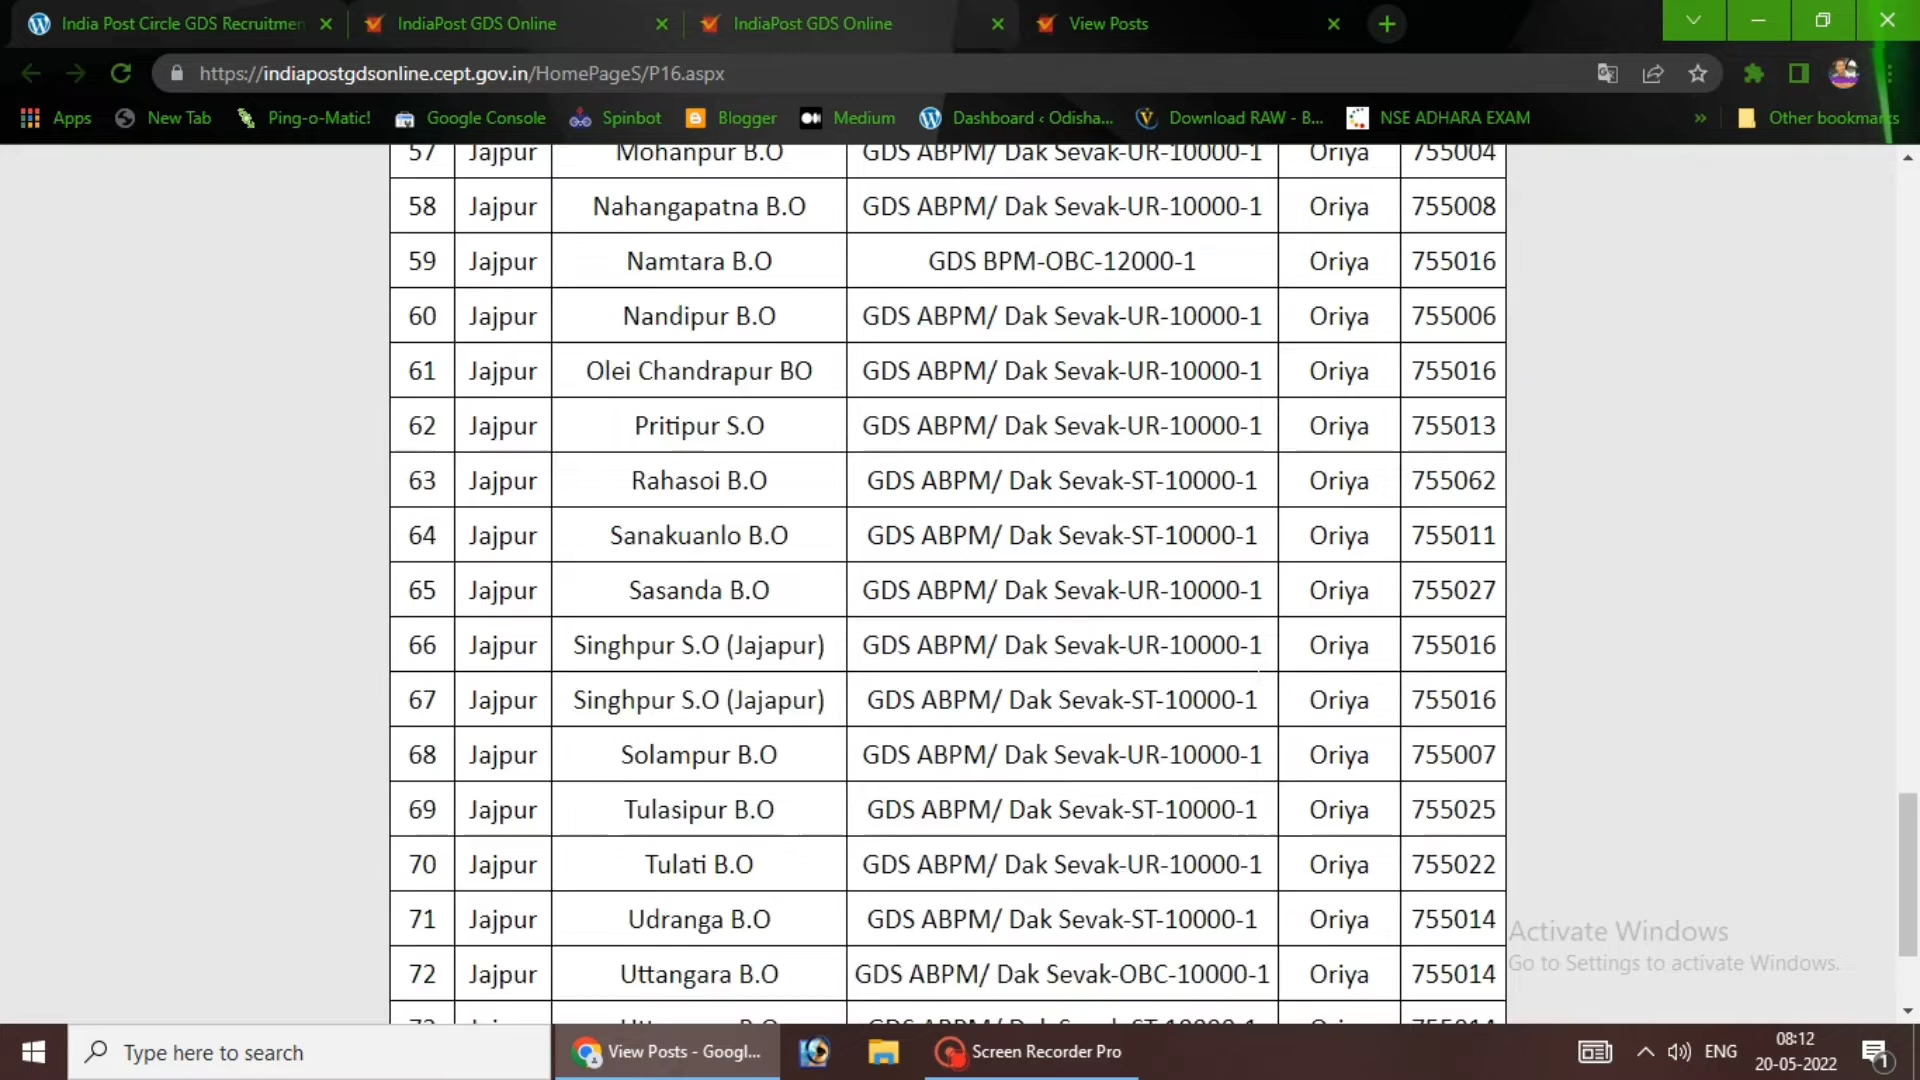 India Post Circle GDS Recruitmen
IndiaPost GDS Online
IndiaPost GDS Online
View Posts
https://indiapostgdsonline.cept.gov.in/HomePageS/P16.aspx
Apps New Tab Ping-o-Matic! Google Console Spinbot Blogger Medium Dashboard ‹ Odisha... Download RAW - B... NSE ADHARA EXAM » Other bookmarks
57 Jajpur Mohanpur B.O GDS ABPM/ Dak Sevak-UR-10000-1 Oriya 755004
58 Jajpur Nahangapatna B.O GDS ABPM/ Dak Sevak-UR-10000-1 Oriya 755008
59 Jajpur Namtara B.O GDS BPM-OBC-12000-1 Oriya 755016
60 Jajpur Nandipur B.O GDS ABPM/ Dak Sevak-UR-10000-1 Oriya 755006
61 Jajpur Olei Chandrapur BO GDS ABPM/ Dak Sevak-UR-10000-1 Oriya 755016
62 Jajpur Pritipur S.O GDS ABPM/ Dak Sevak-UR-10000-1 Oriya 755013
63 Jajpur Rahasoi B.O GDS ABPM/ Dak Sevak-ST-10000-1 Oriya 755062
64 Jajpur Sanakuanlo B.O GDS ABPM/ Dak Sevak-ST-10000-1 Oriya 755011
65 Jajpur Sasanda B.O GDS ABPM/ Dak Sevak-UR-10000-1 Oriya 755027
66 Jajpur Singhpur S.O (Jajapur) GDS ABPM/ Dak Sevak-UR-10000-1 Oriya 755016
67 Jajpur Singhpur S.O (Jajapur) GDS ABPM/ Dak Sevak-ST-10000-1 Oriya 755016
68 Jajpur Solampur B.O GDS ABPM/ Dak Sevak-UR-10000-1 Oriya 755007
69 Jajpur Tulasipur B.O GDS ABPM/ Dak Sevak-ST-10000-1 Oriya 755025
70 Jajpur Tulati B.O GDS ABPM/ Dak Sevak-UR-10000-1 Oriya 755022
71 Jajpur Udranga B.O GDS ABPM/ Dak Sevak-ST-10000-1 Oriya 755014
72 Jajpur Uttangara B.O GDS ABPM/ Dak Sevak-OBC-10000-1 Oriya 755014
Activate Windows
Go to Settings to activate Windows.
Type here to search
View Posts - Googl...
Screen Recorder Pro
ENG
08:12
20-05-2022
1